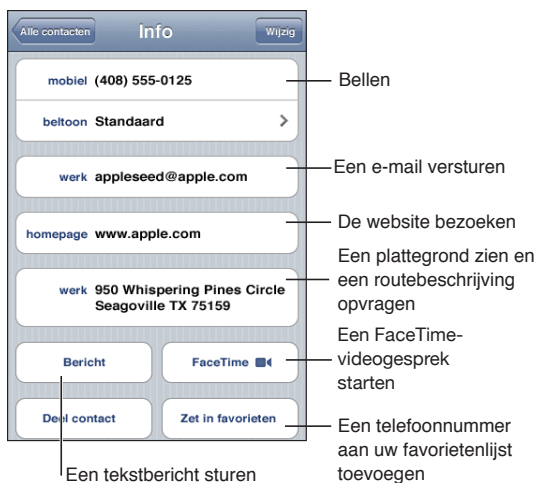 Alle contacten Info Wijzig
mobiel (408) 555-0125
Bellen
beltoon Standaard
werk appleseed@apple.com
Een e-mail versturen
homepage www.apple.com
De website bezoeken
werk 950 Whispering Pines Circle
Seagoville TX 75159
Een plattegrond zien en
een routebeschrijving
opvragen
Bericht
FaceTime
Een FaceTime-
videogesprek
starten
Deel contact
Zet in favorieten
Een telefoonnummer
aan uw favorietenlijst
toevoegen
Een tekstbericht sturen